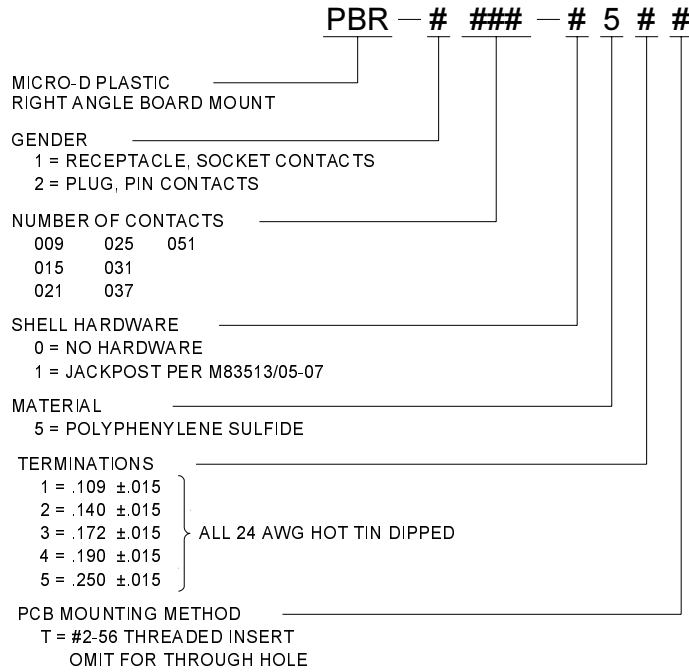 PBR — # ### — # 5 # #
MICRO-D PLASTIC
RIGHT ANGLE BOARD MOUNT
GENDER
1 = RECEPTACLE, SOCKET CONTACTS
2 = PLUG, PIN CONTACTS
NUMBER OF CONTACTS
009 025 051
015 031
021 037
SHELL HARDWARE
0 = NO HARDWARE
1 = JACKPOST PER M83513/05-07
MATERIAL
5 = POLYPHENYLENE SULFIDE
TERMINATIONS
1 = .109 ±.015
2 = .140 ±.015
3 = .172 ±.015 ALL 24 AWG HOT TIN DIPPED
4 = .190 ±.015
5 = .250 ±.015
PCB MOUNTING METHOD
T = #2-56 THREADED INSERT
OMIT FOR THROUGH HOLE